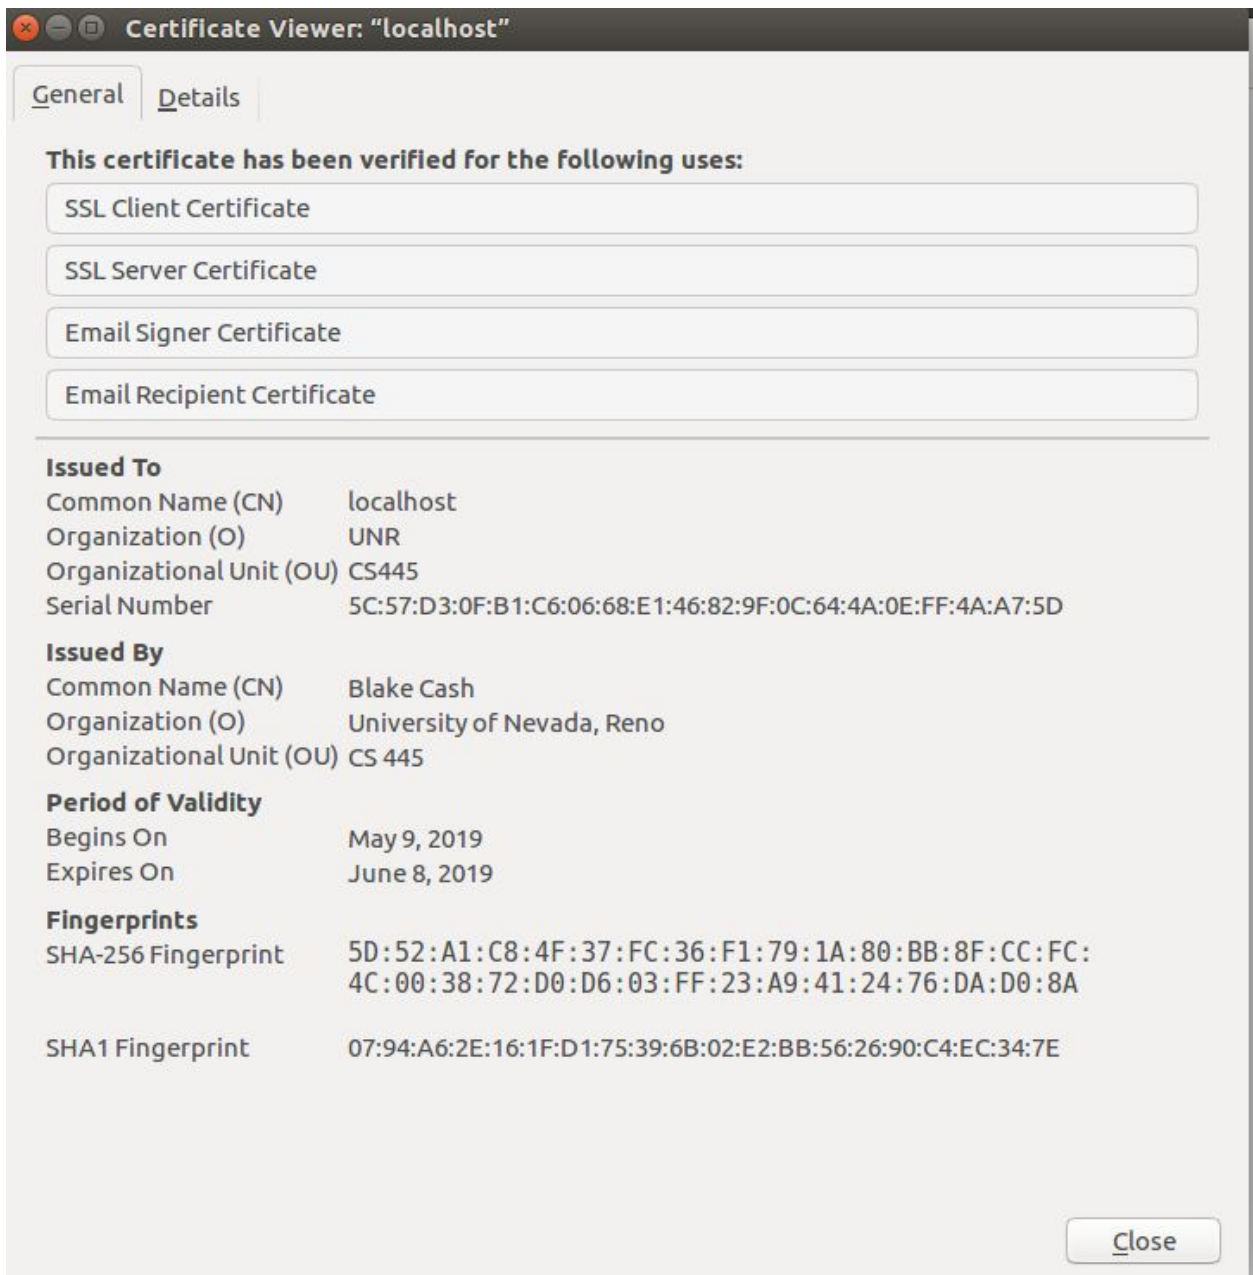 Certificate Viewer: “localhost”
General Details
This certificate has been verified for the following uses:
SSL Client Certificate
SSL Server Certificate
Email Signer Certificate
Email Recipient Certificate
Issued To
Common Name (CN) localhost
Organization (O) UNR
Organizational Unit (OU) CS445
Serial Number 5C:57:D3:0F:B1:C6:06:68:E1:46:82:9F:0C:64:4A:0E:FF:4A:A7:5D
Issued By
Common Name (CN) Blake Cash
Organization (O) University of Nevada, Reno
Organizational Unit (OU) CS 445
Period of Validity
Begins On May 9, 2019
Expires On June 8, 2019
Fingerprints
SHA-256 Fingerprint 5D:52:A1:C8:4F:37:FC:36:F1:79:1A:80:BB:8F:CC:FC:
4C:00:38:72:D0:D6:03:FF:23:A9:41:24:76:DA:D0:8A
SHA1 Fingerprint 07:94:A6:2E:16:1F:D1:75:39:6B:02:E2:BB:56:26:90:C4:EC:34:7E
Close